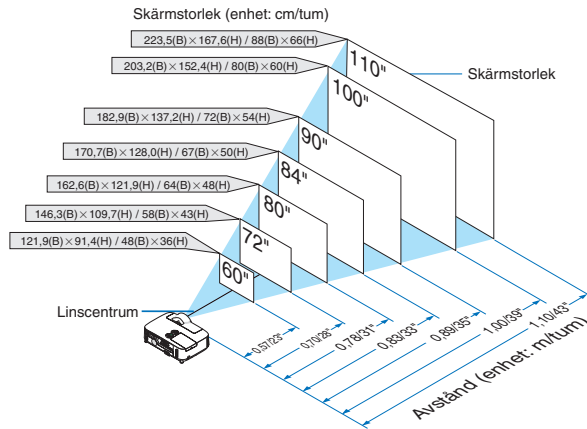 Skärmstorlek (enhet: cm/tum)
223,5(B)×167,6(H) / 88(B)×66(H)
110"
203,2(B)×152,4(H) / 80(B)×60(H)
Skärmstorlek
100"
182,9(B)×137,2(H) / 72(B)×54(H)
90"
170,7(B)×128,0(H) / 67(B)×50(H)
84"
162,6(B)×121,9(H) / 64(B)×48(H)
80"
146,3(B)×109,7(H) / 58(B)×43(H)
72"
121,9(B)×91,4(H) / 48(B)×36(H)
60"
Linscentrum
0,57/23"
0,70/28"
0,78/31"
0,83/33"
0,89/35"
1,00/39"
1,10/43"
Avstånd (enhet: m/tum)